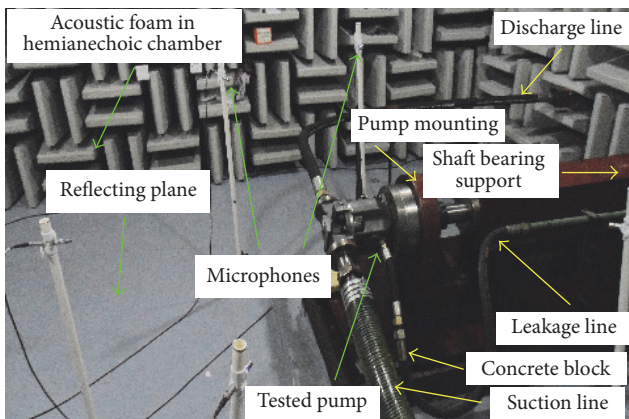 Acoustic foam in
hemianechoic chamber
Discharge line
Pump mounting
Shaft bearing
support
Reflecting plane
Microphones
Leakage line
Concrete block
Tested pump
Suction line